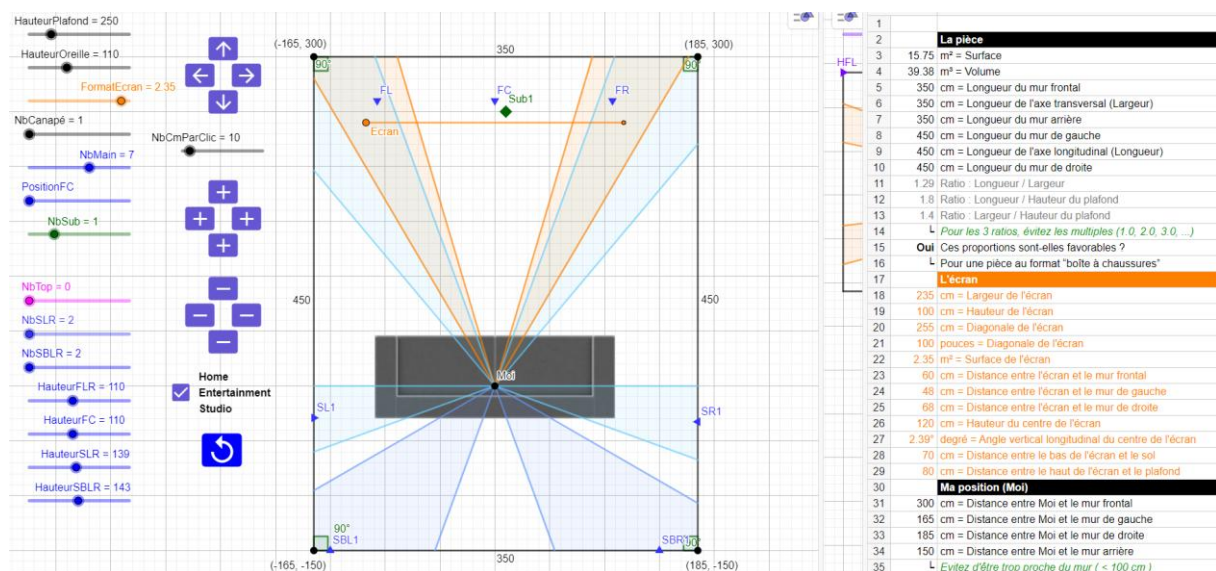 HauteurPlafond = 250
HauteurOreille = 110
FormatEcran = 2.35
NbCanapé = 1
NbCmParClic = 10
NbMain = 7
PositionFC
NbSub = 1
NbTop = 0
NbSLR = 2
NbSBLR = 2
HauteurFLR = 110
HauteurFC = 110
HauteurSLR = 139
HauteurSBLR = 143
Home
Entertainment
Studio
(-165, 300)
350
(185, 300)
90°
90°
FL
FC
FR
Sub1
Ecran
450
450
Moi
SL1
SR1
90°
90°
SBL1
SBR
(-165, -150)
350
(185, -150)
HFL
1
2 La pièce
3 15.75 m² = Surface
4 39.38 m³ = Volume
5 350 cm = Longueur du mur frontal
6 350 cm = Longueur de l'axe transversal (Largeur)
7 350 cm = Longueur du mur arrière
8 450 cm = Longueur du mur de gauche
9 450 cm = Longueur de l'axe longitudinal (Longueur)
10 450 cm = Longueur du mur de droite
11 1.29 Ratio : Longueur / Largeur
12 1.8 Ratio : Longueur / Hauteur du plafond
13 1.4 Ratio : Largeur / Hauteur du plafond
14 └ Pour les 3 ratios, évitez les multiples (1.0, 2.0, 3.0, ...)
15 Oui Ces proportions sont-elles favorables ?
16 └ Pour une pièce au format "boîte à chaussures"
17 L'écran
18 235 cm = Largeur de l'écran
19 100 cm = Hauteur de l'écran
20 255 cm = Diagonale de l'écran
21 100 pouces = Diagonale de l'écran
22 2.35 m² = Surface de l'écran
23 60 cm = Distance entre l'écran et le mur frontal
24 48 cm = Distance entre l'écran et le mur de gauche
25 68 cm = Distance entre l'écran et le mur de droite
26 120 cm = Hauteur du centre de l'écran
27 2.39° degré = Angle vertical longitudinal du centre de l'écran
28 70 cm = Distance entre le bas de l'écran et le sol
29 80 cm = Distance entre le haut de l'écran et le plafond
30 Ma position (Moi)
31 300 cm = Distance entre Moi et le mur frontal
32 165 cm = Distance entre Moi et le mur de gauche
33 185 cm = Distance entre Moi et le mur de droite
34 150 cm = Distance entre Moi et le mur arrière
35 └ Evitez d'être trop proche du mur ( < 100 cm )